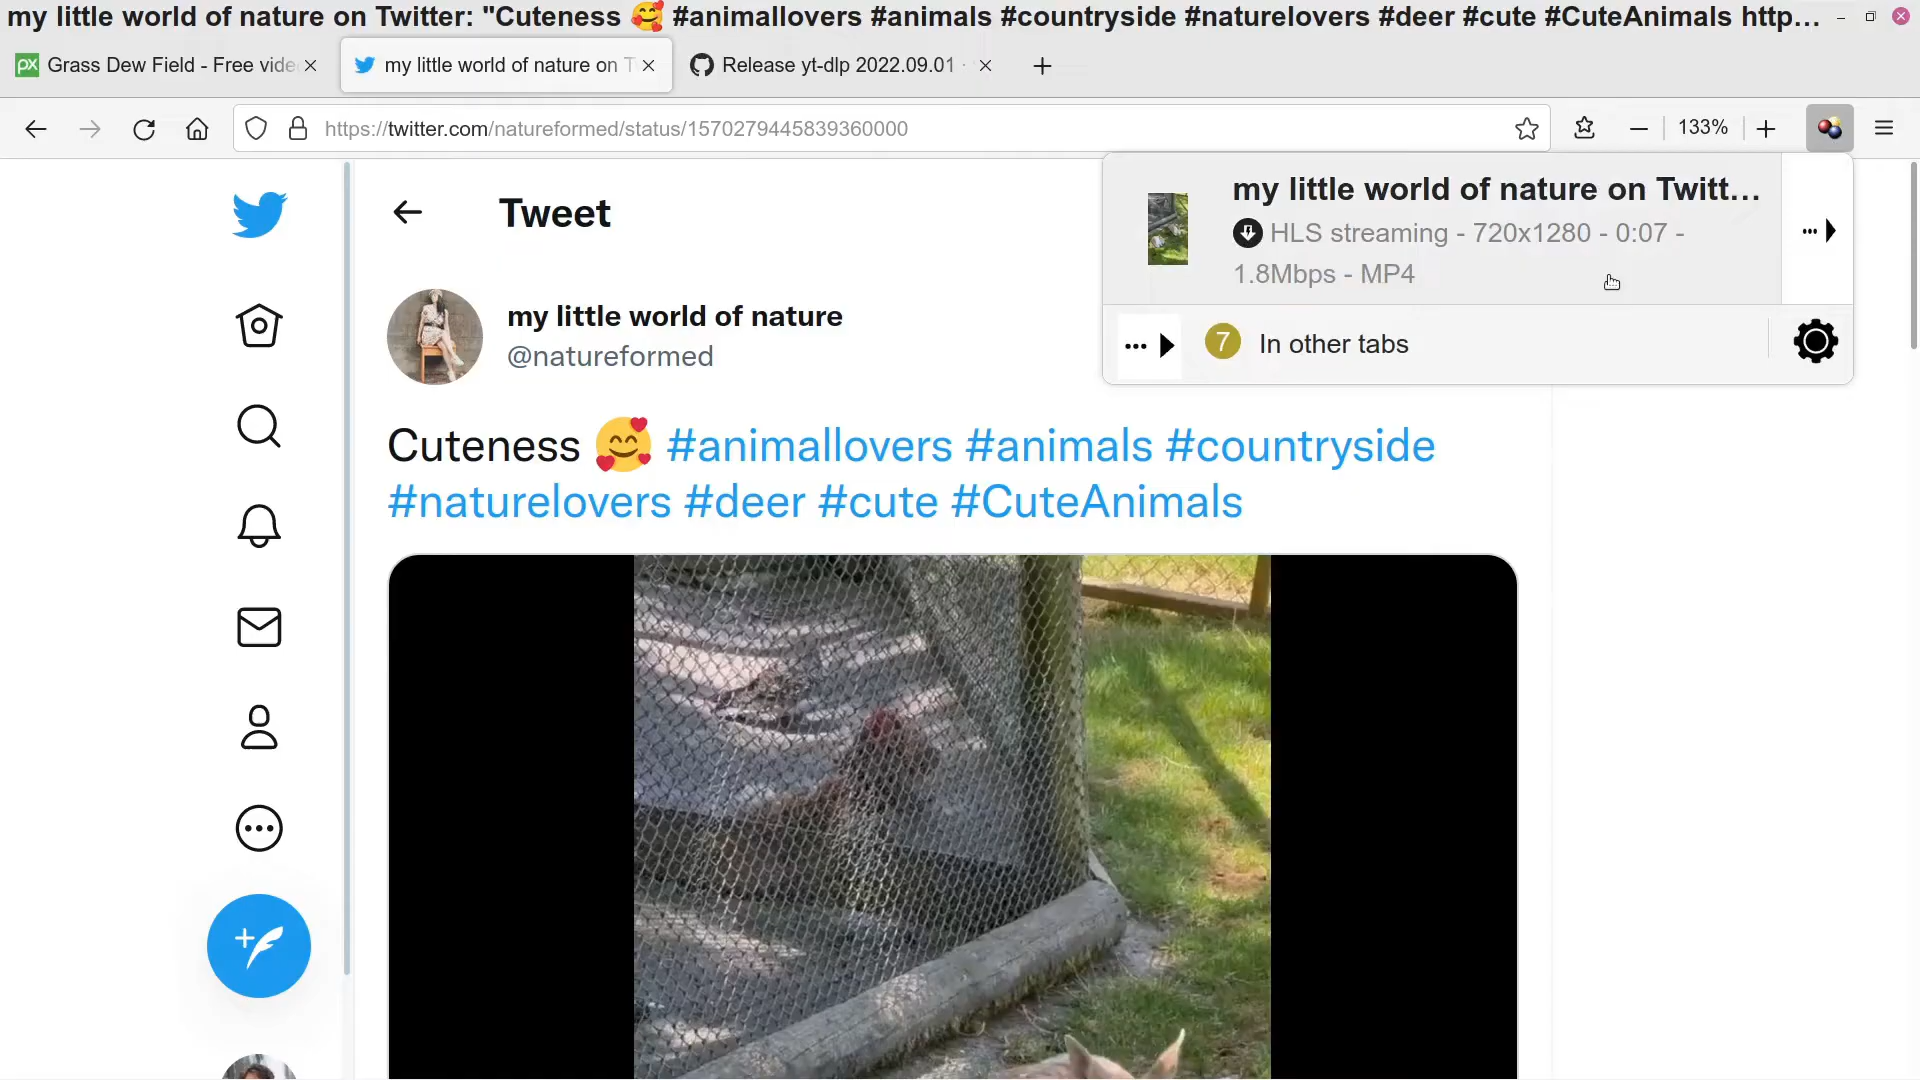 my little world of nature on Twitter: "Cuteness 🥰 #animallovers #animals #countryside #naturelovers #deer #cute #CuteAnimals http...
px Grass Dew Field - Free vide
my little world of nature on T
Release yt-dlp 2022.09.01 ·
https://twitter.com/natureformed/status/1570279445839360000
133%
my little world of nature on Twitt...
HLS streaming - 720x1280 - 0:07 -
1.8Mbps - MP4
7 In other tabs
Tweet
my little world of nature
@natureformed
Cuteness 🥰 #animallovers #animals #countryside
#naturelovers #deer #cute #CuteAnimals